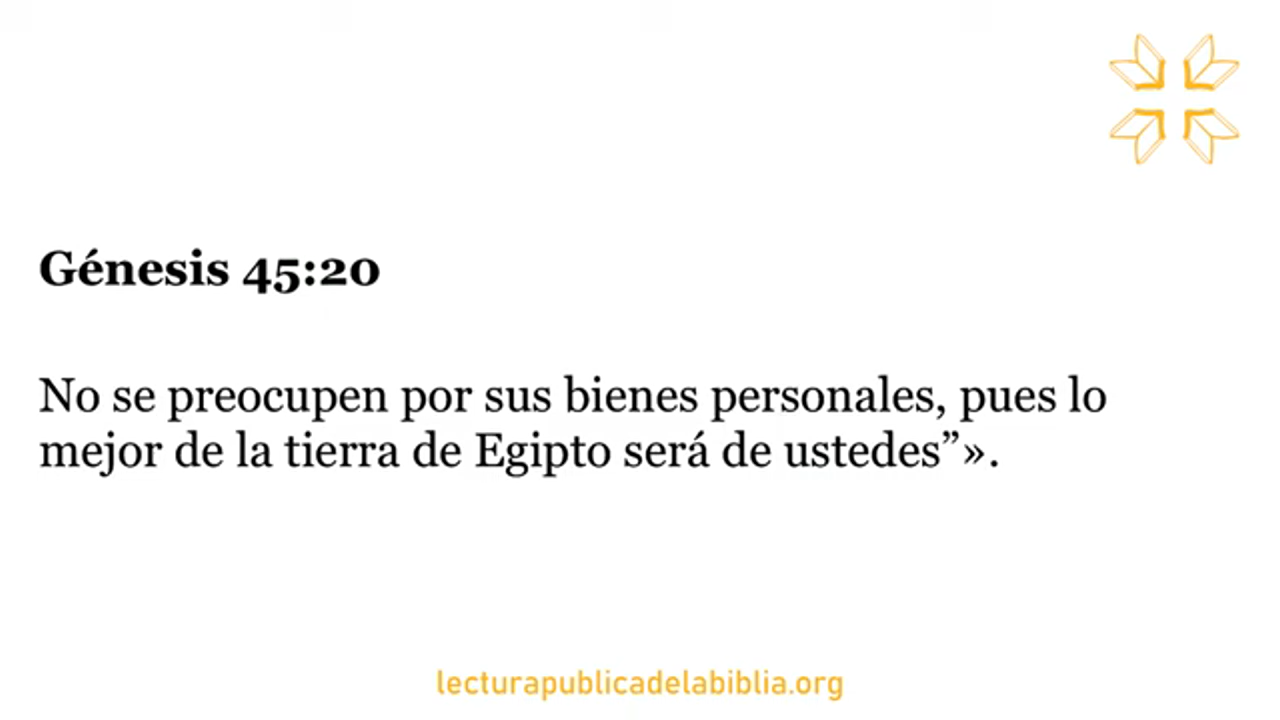 Génesis 45:20
No se preocupen por sus bienes personales, pues lo
mejor de la tierra de Egipto será de ustedes”».
lecturapublicadelabiblia.org